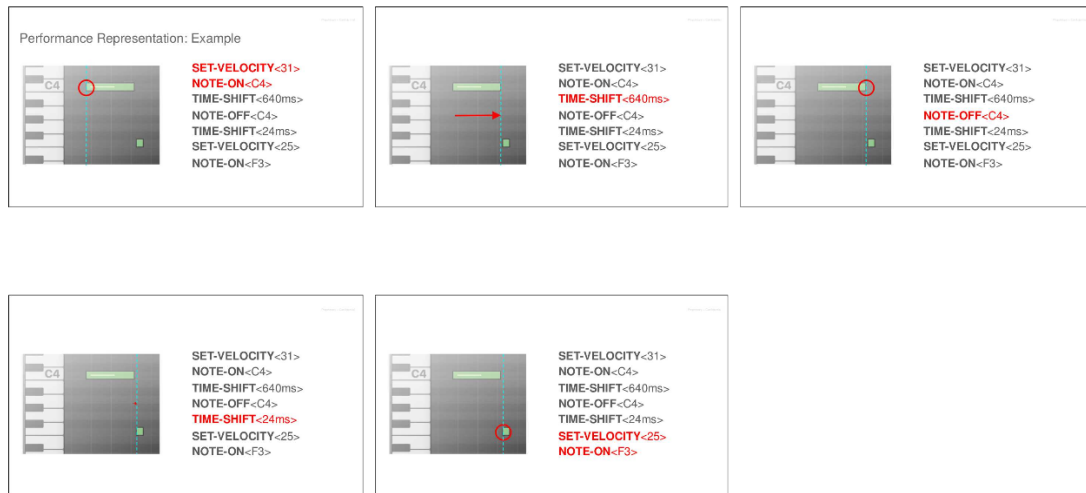 Performance Representation: Example
C4
SET-VELOCITY<31>
NOTE-ON<C4>
TIME-SHIFT<640ms>
NOTE-OFF<C4>
TIME-SHIFT<24ms>
SET-VELOCITY<25>
NOTE-ON<F3>
C4
SET-VELOCITY<31>
NOTE-ON<C4>
TIME-SHIFT<640ms>
NOTE-OFF<C4>
TIME-SHIFT<24ms>
SET-VELOCITY<25>
NOTE-ON<F3>
C4
SET-VELOCITY<31>
NOTE-ON<C4>
TIME-SHIFT<640ms>
NOTE-OFF<C4>
TIME-SHIFT<24ms>
SET-VELOCITY<25>
NOTE-ON<F3>
C4
SET-VELOCITY<31>
NOTE-ON<C4>
TIME-SHIFT<640ms>
NOTE-OFF<C4>
TIME-SHIFT<24ms>
SET-VELOCITY<25>
NOTE-ON<F3>
C4
SET-VELOCITY<31>
NOTE-ON<C4>
TIME-SHIFT<640ms>
NOTE-OFF<C4>
TIME-SHIFT<24ms>
SET-VELOCITY<25>
NOTE-ON<F3>